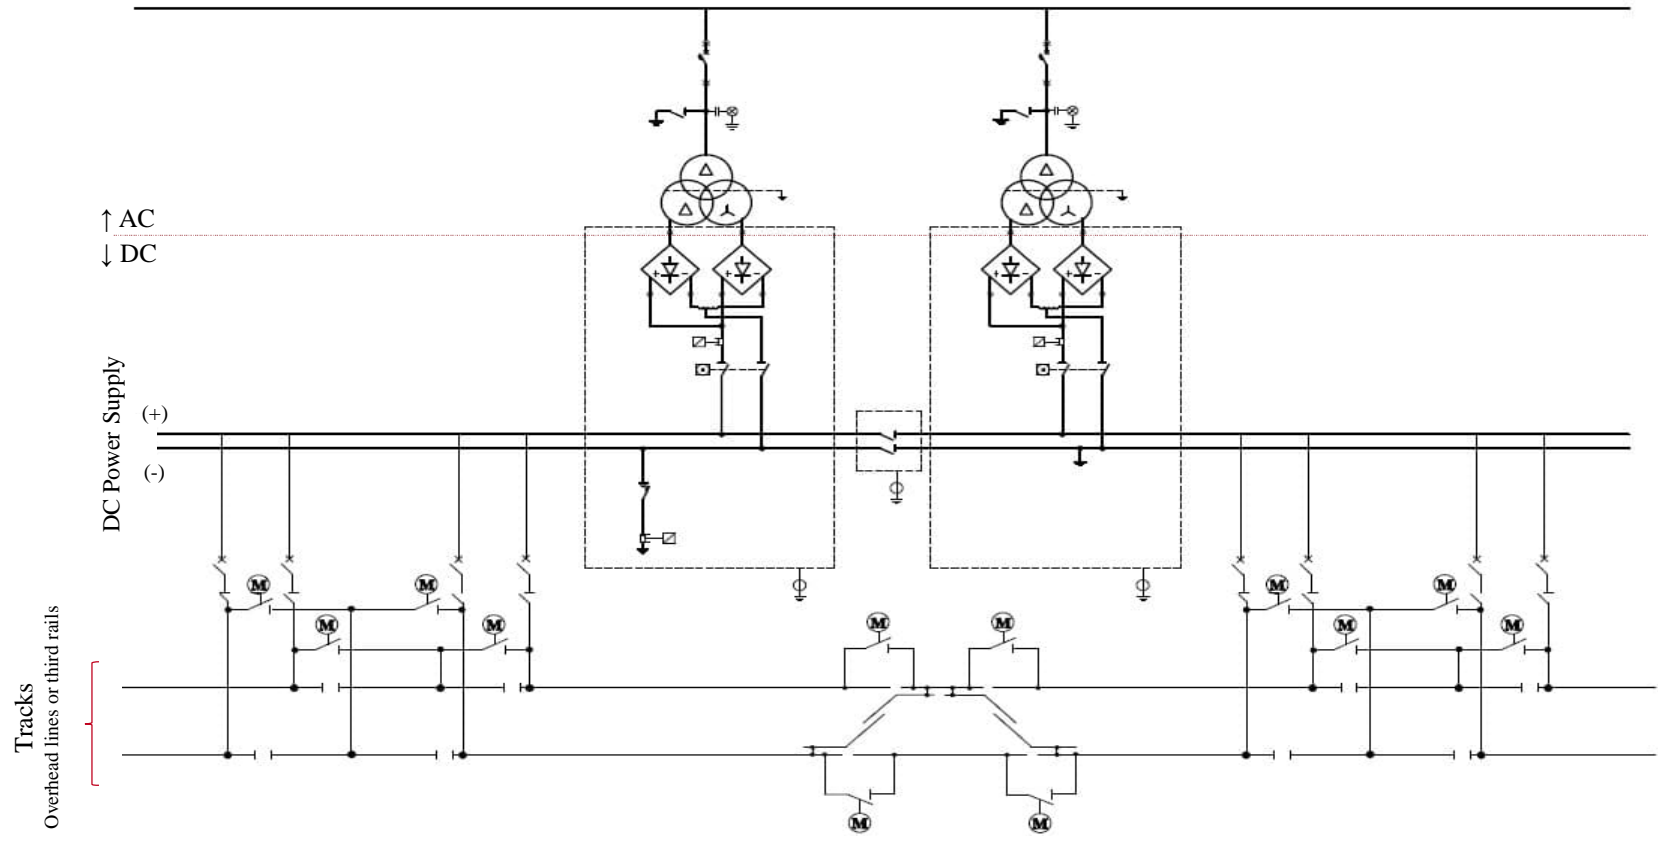 ↑ AC
↓ DC
DC Power Supply
(+)
(-)
+ -
+ -
+ -
+ -
M
M
M
M
M
M
M
M
M
M
M
M
Tracks
Overhead lines or third rails